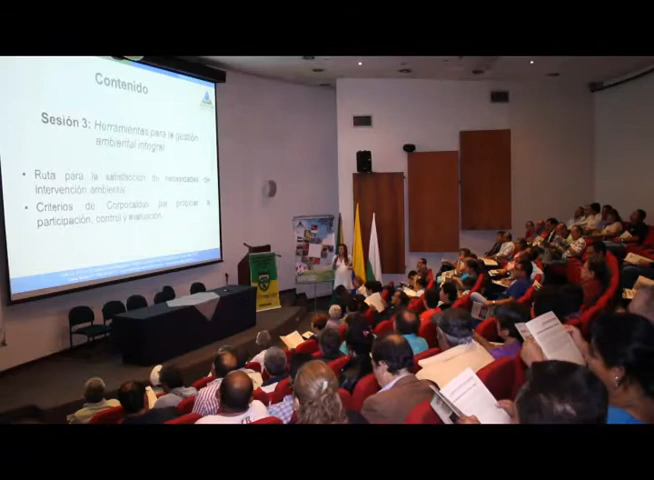 Contenido
Sesión 3: Herramientas para la gestión
ambiental integral
• Ruta para la satisfacción de necesidades de
intervención ambiental
• Criterios de Corpocaldas par propiciar la
participación, control y evaluación.